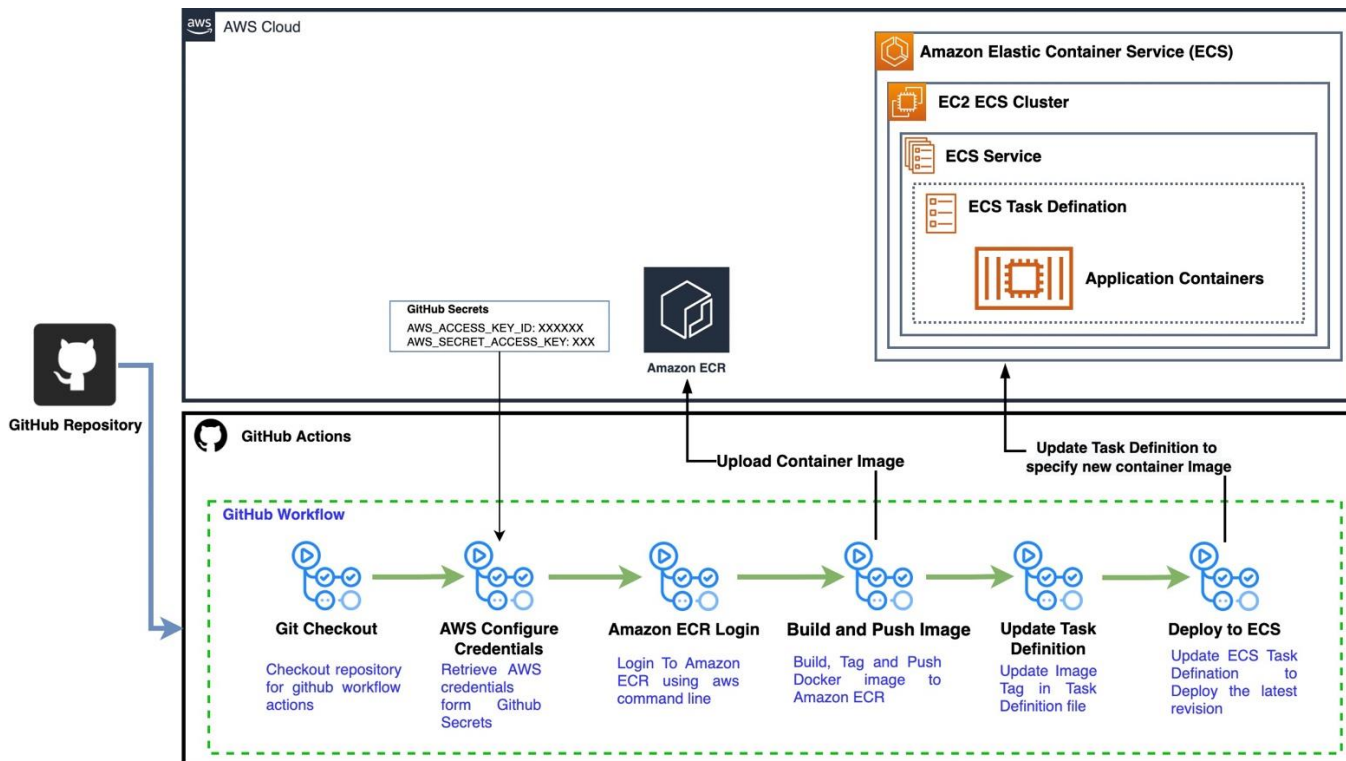 aws
AWS Cloud
Amazon Elastic Container Service (ECS)
EC2 ECS Cluster
ECS Service
ECS Task Defination
Application Containers
GitHub Secrets
AWS_ACCESS_KEY_ID: XXXXXX
AWS_SECRET_ACCESS_KEY: XXX
Amazon ECR
GitHub Repository
GitHub Actions
Upload Container Image
Update Task Definition to
specify new container Image
GitHub Workflow
Git Checkout
Checkout repository
for github workflow
actions
AWS Configure
Credentials
Retrieve AWS
credentials
form Github
Secrets
Amazon ECR Login
Login To Amazon
ECR using aws
command line
Build and Push Image
Build, Tag and Push
Docker image to
Amazon ECR
Update Task
Definition
Update Image
Tag in Task
Definition file
Deploy to ECS
Update ECS Task
Defination to
Deploy the latest
revision